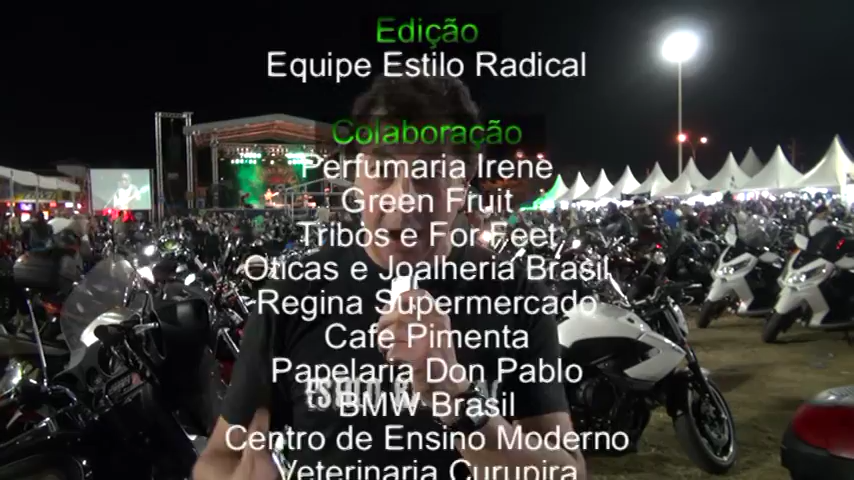 Edição
Equipe Estilo Radical
Colaboração
Perfumaria Irene
Green Fruit
Tribos e For Feet
Oticas e Joalheria Brasil
Regina Supermercado
Cafe Pimenta
Papelaria Don Pablo
BMW Brasil
Centro de Ensino Moderno
Veterinaria Curupira